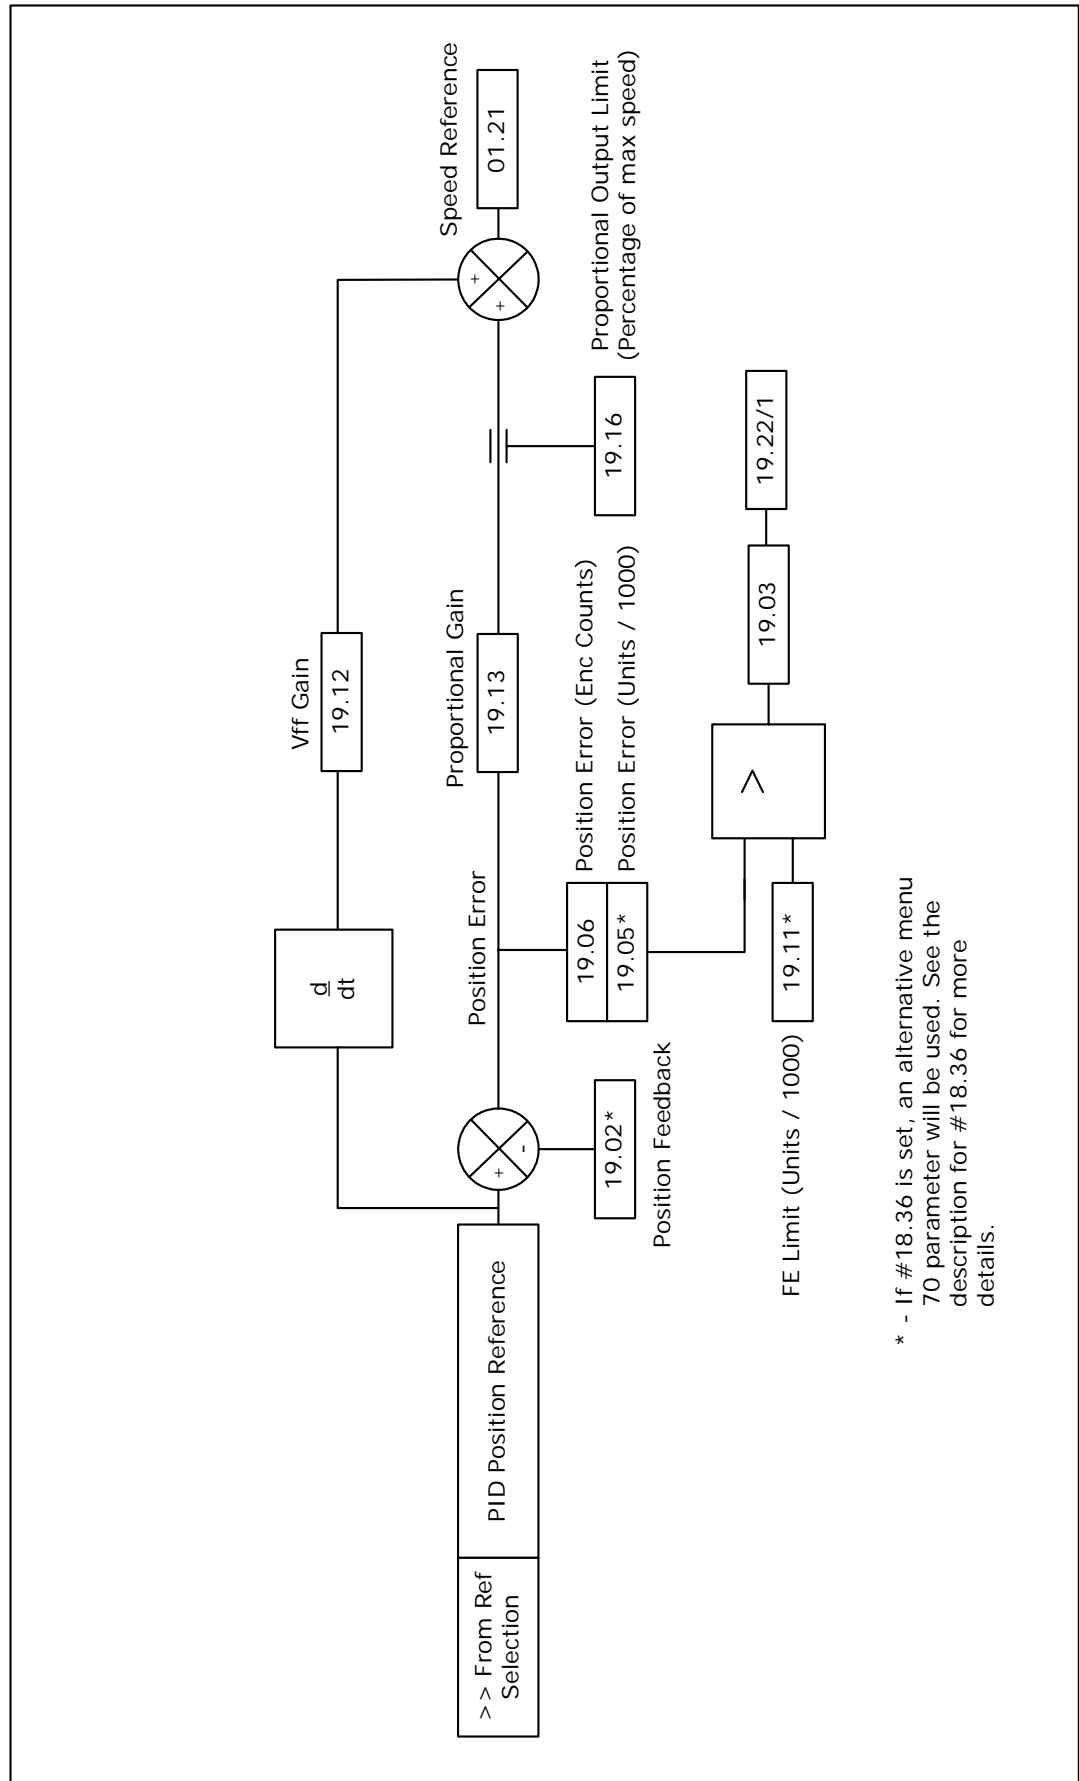 >> From Ref
Selection
PID Position Reference
+
-
19.02*
Position Feedback
d
dt
Vff Gain
19.12
Position Error
Proportional Gain
19.13
19.06
19.05*
Position Error (Enc Counts)
Position Error (Units / 1000)
FE Limit (Units / 1000)
19.11*
>
19.03
19.22/1
19.16
Proportional Output Limit
(Percentage of max speed)
+
+
Speed Reference
01.21
* - If #18.36 is set, an alternative menu
70 parameter will be used. See the
description for #18.36 for more
details.